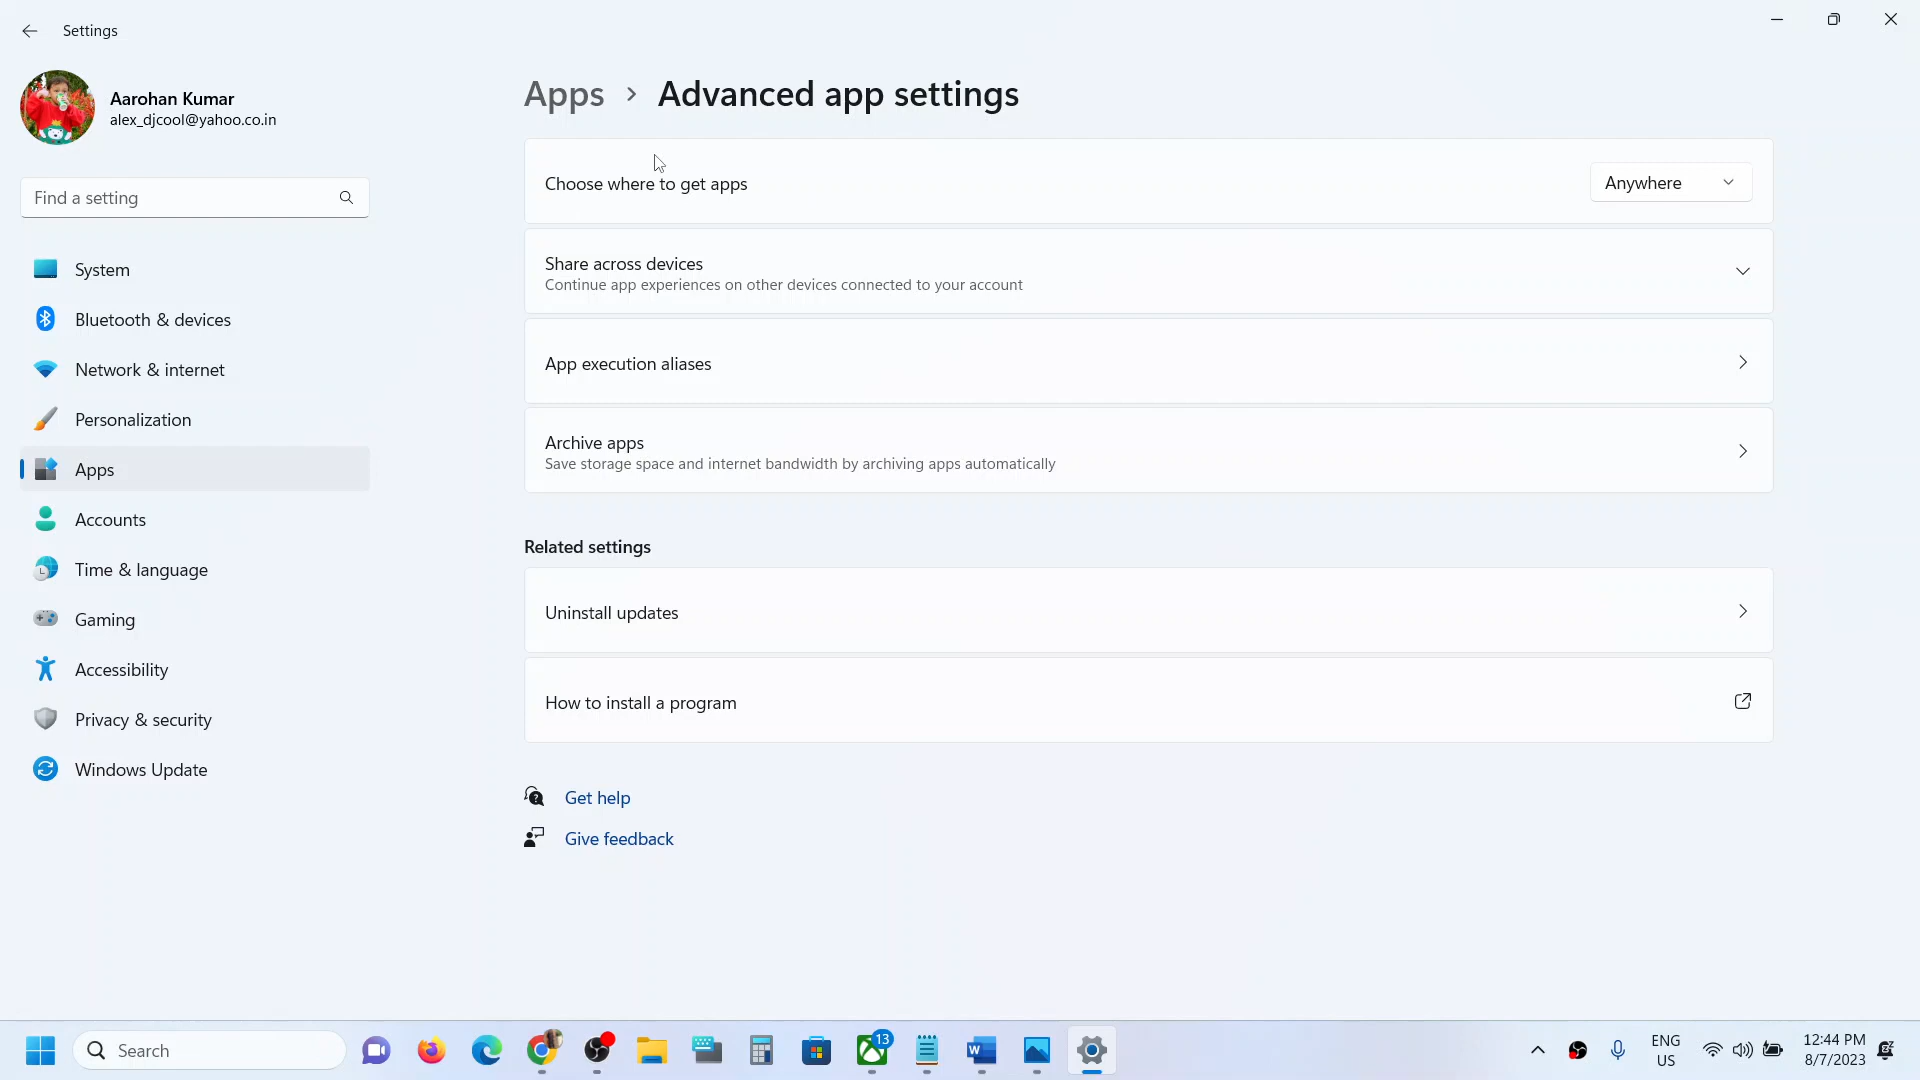 Settings
Aarohan Kumar
alex_djcool@yahoo.co.in
Find a setting
System
Bluetooth & devices
Network & internet
Personalization
Apps
Accounts
Time & language
Gaming
Accessibility
Privacy & security
Windows Update
Apps > Advanced app settings
Choose where to get apps
Anywhere
Share across devices
Continue app experiences on other devices connected to your account
App execution aliases
Archive apps
Save storage space and internet bandwidth by archiving apps automatically
Related settings
Uninstall updates
How to install a program
Get help
Give feedback
Search
13
ENG
US
12:44 PM
8/7/2023